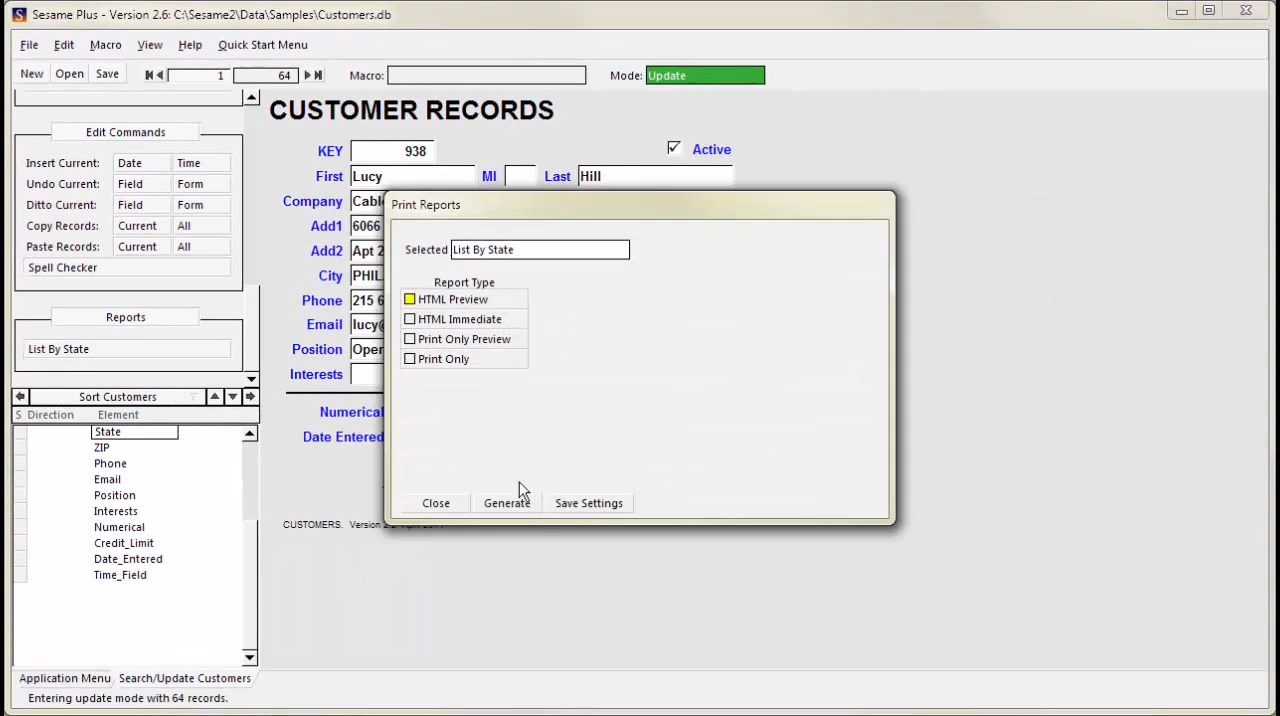 Sesame Plus - Version 2.6: C:\Sesame2\Data\Samples\Customers.db
File Edit Macro View Help Quick Start Menu
New Open Save 1 64 Macro: Mode: Update
Edit Commands
Insert Current: Date Time
Undo Current: Field Form
Ditto Current: Field Form
Copy Records: Current All
Paste Records: Current All
Spell Checker
Reports
List By State
Sort Customers
S Direction Element
State
ZIP
Phone
Email
Position
Interests
Numerical
Credit_Limit
Date_Entered
Time_Field
CUSTOMER RECORDS
KEY 938 Active
First Lucy MI Last Hill
Company Cable
Add1 6066
Add2 Apt 2
City PHIL
Phone 215 6
Email lucy@
Position Oper
Interests
Numerical
Date Entered
CUSTOMERS. Version
Print Reports
Selected List By State
Report Type
HTML Preview
HTML Immediate
Print Only Preview
Print Only
Close Generate Save Settings
Application Menu Search/Update Customers
Entering update mode with 64 records.